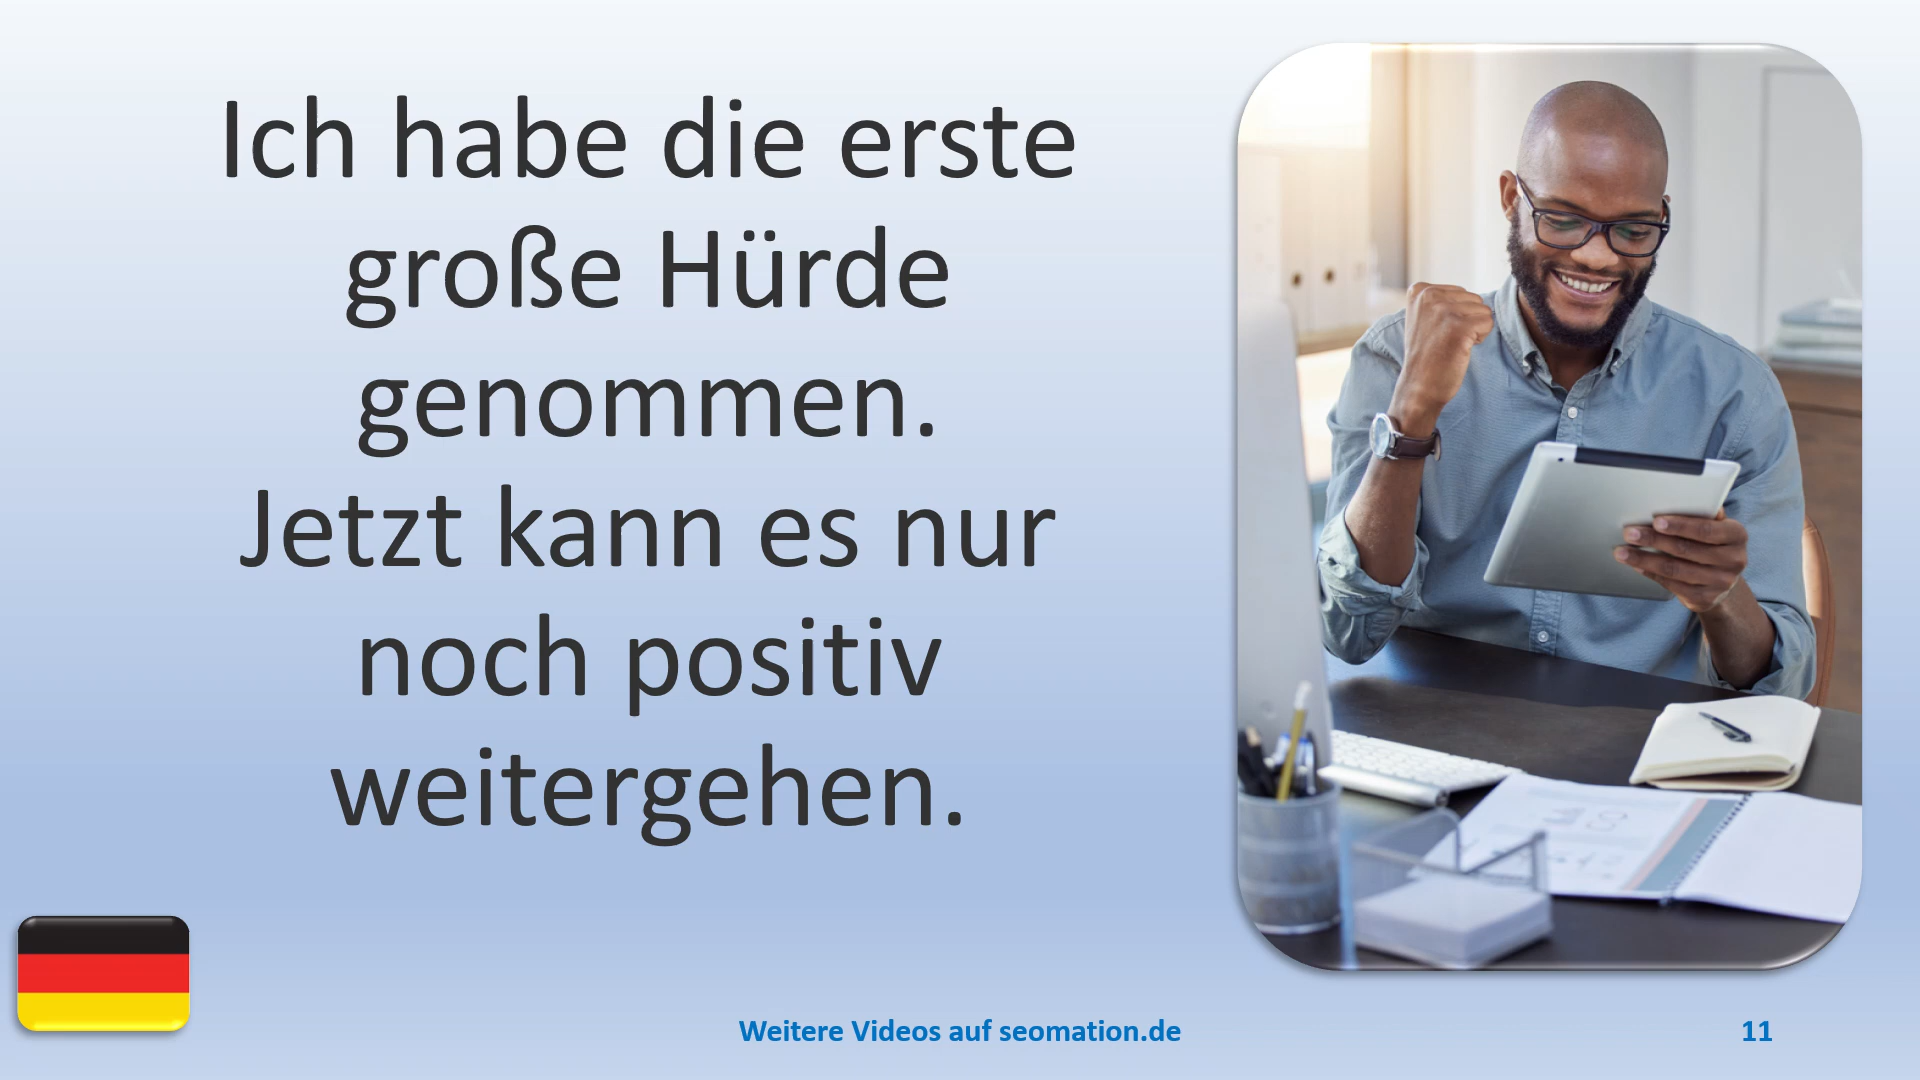 Ich habe die erste
große Hürde
genommen.
Jetzt kann es nur
noch positiv
weitergehen.
Weitere Videos auf seomation.de
11